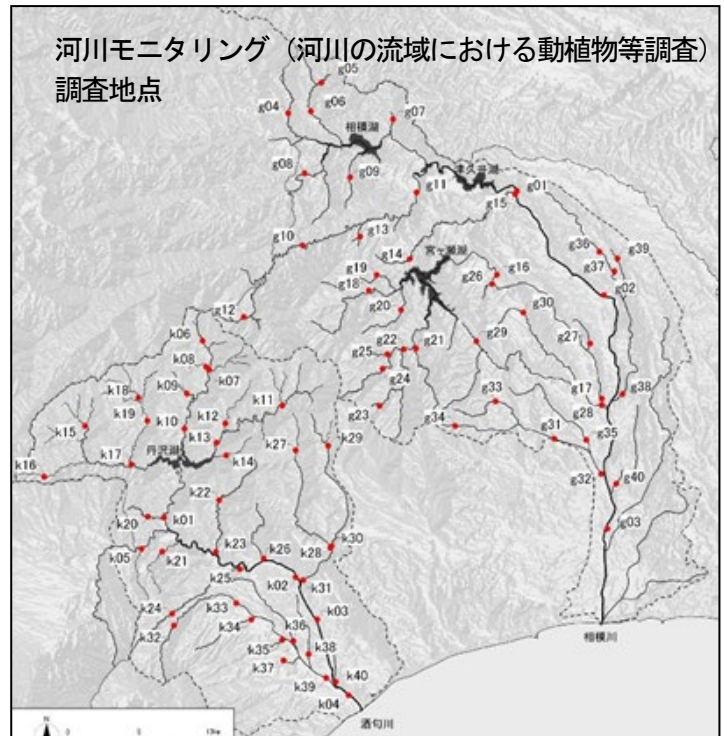 河川モニタリング（河川の流域における動植物等調査）
調査地点
g05
g04
g06
g07
相模湖
g08
g09
g11
津久井湖
g01
g15
g10
g13
g14
宮ヶ瀬湖
g36
g39
g37
g19
g18
g26
g16
g02
g12
g20
g30
k06
g22
g21
g29
g27
k08
k07
g25
g24
k18
k09
k11
g23
g33
g17
g38
g28
k19
k10
k12
g34
k15
k13
k27
k29
g31
g35
k17
丹沢湖
k14
k16
g32
g40
k22
k20
k01
g03
k05
k21
k23
k26
k28
k30
k25
k02
k31
k24
k33
k03
k32
k34
k36
k35
k38
相模川
k37
k39
k40
k04
酒匂川
N
0